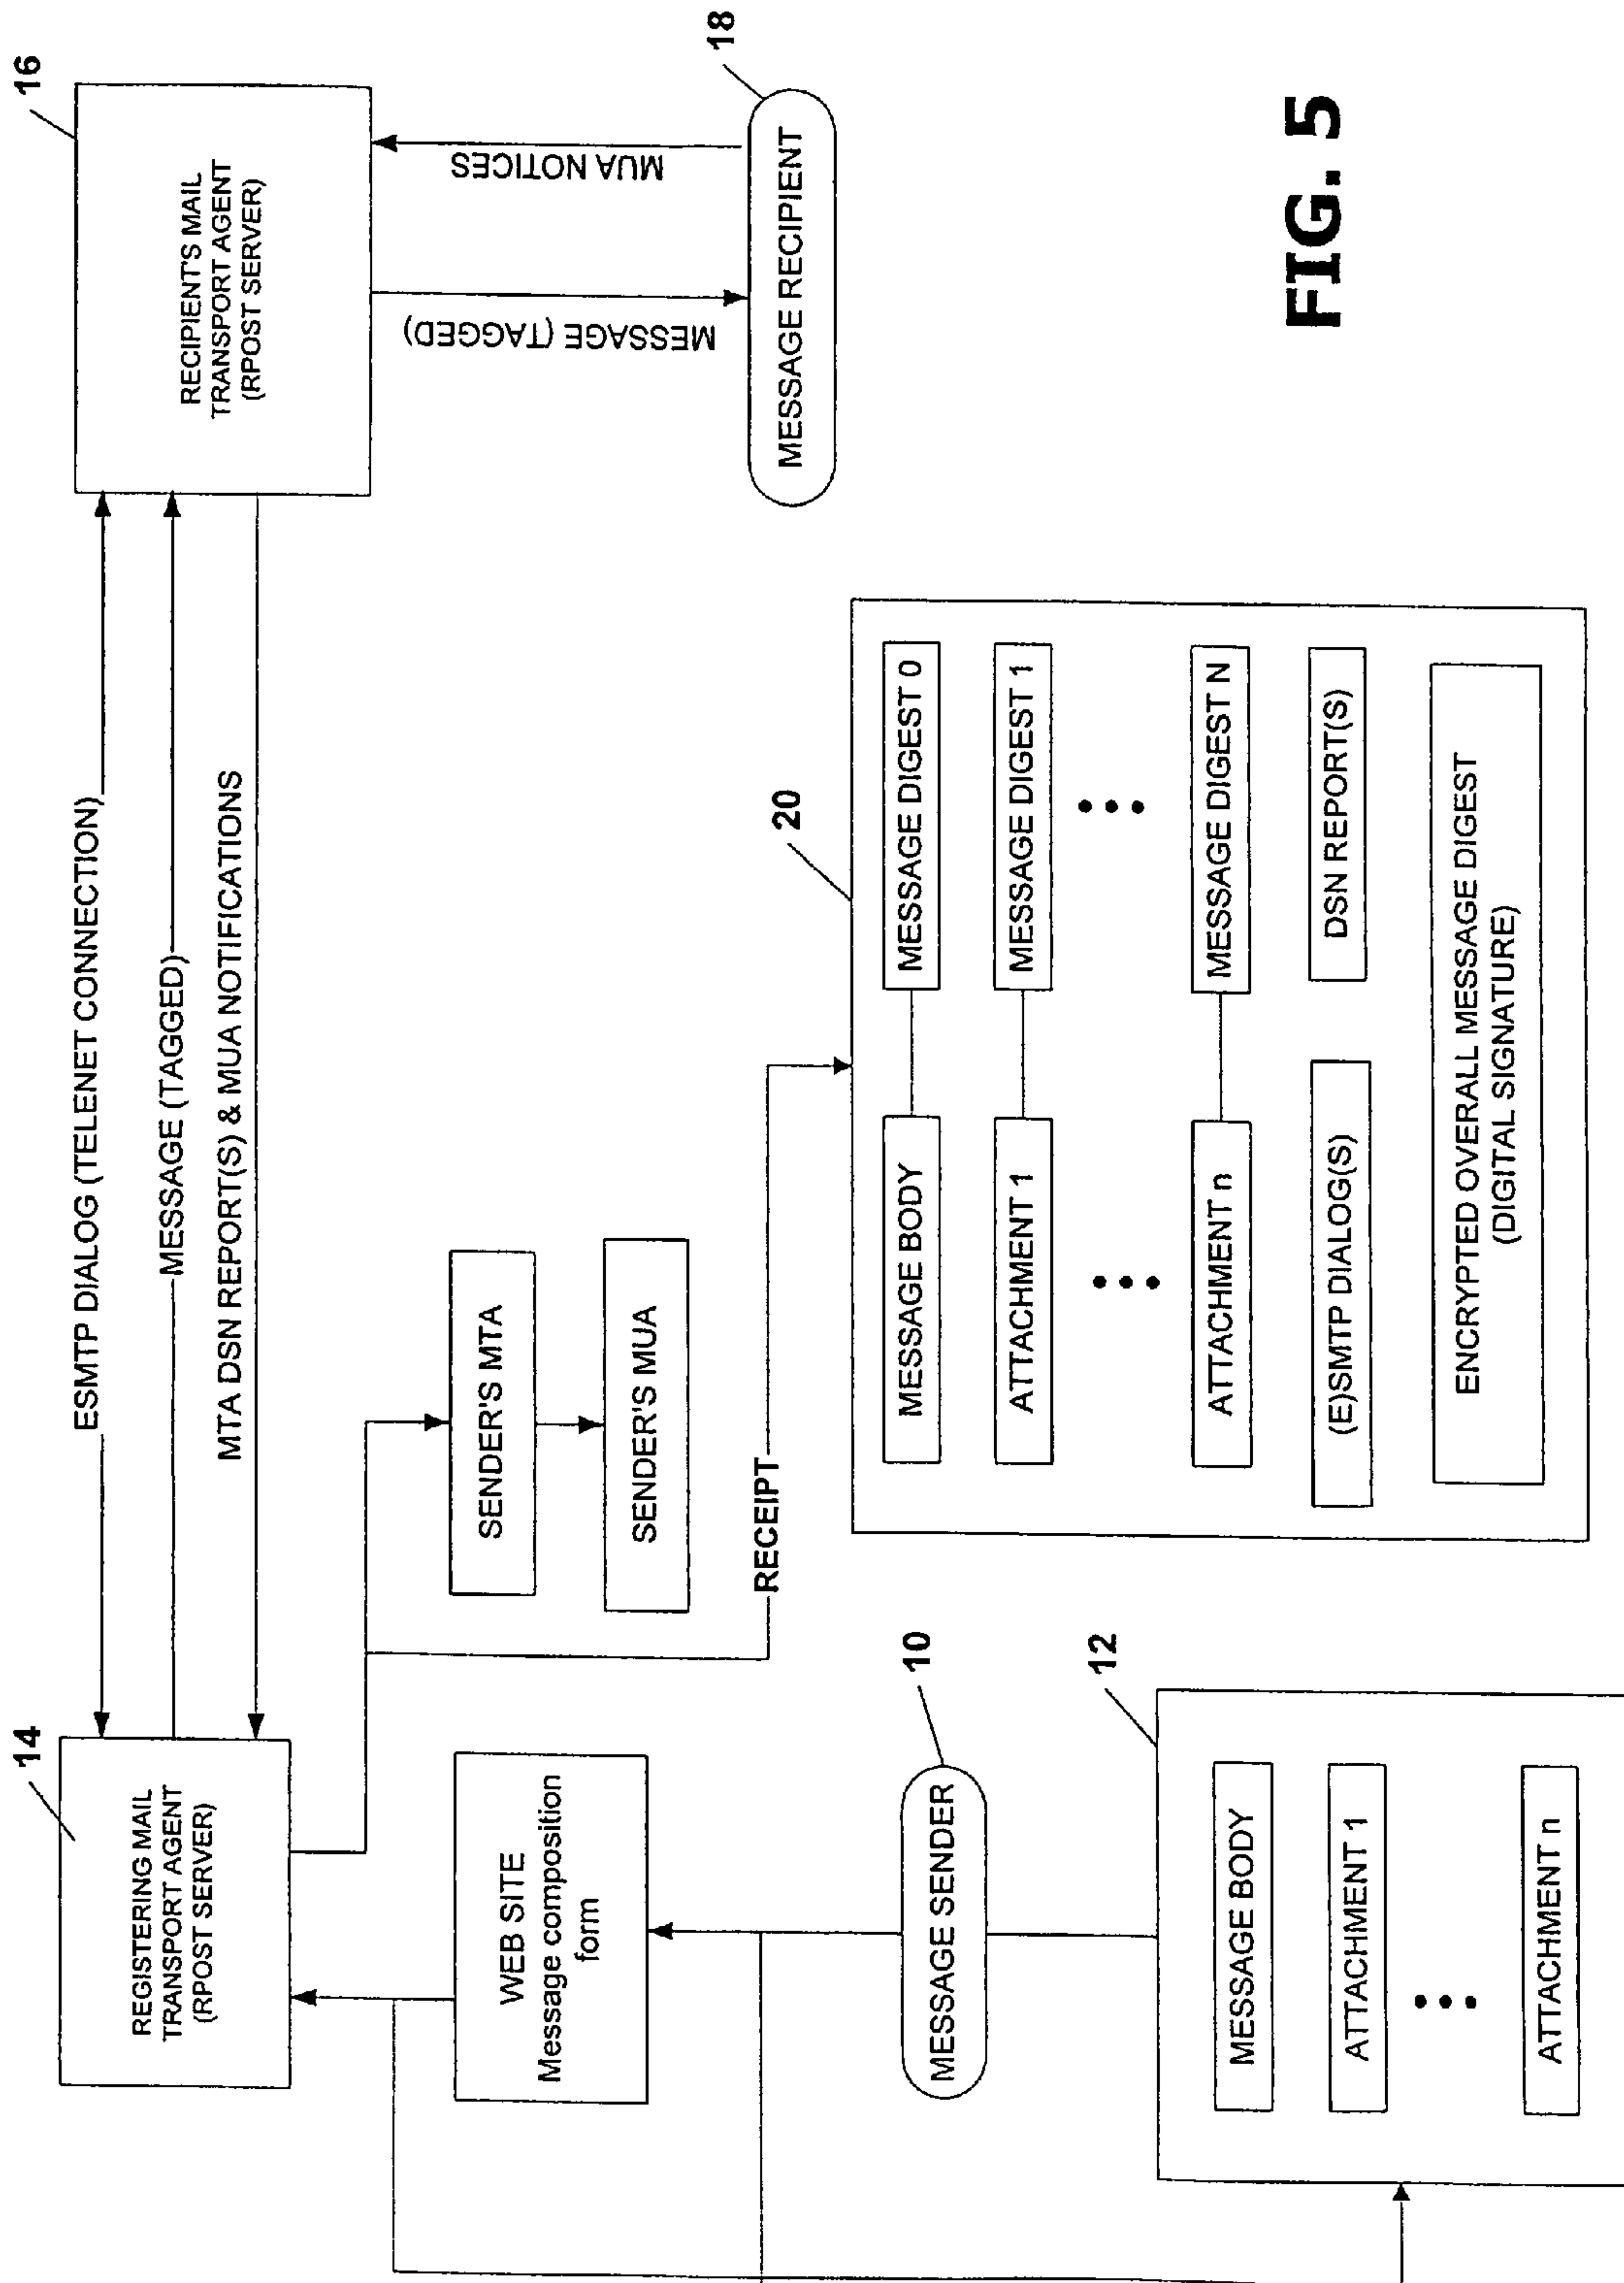 14
REGISTERING MAIL
TRANSPORT AGENT
(RPOST SERVER)
ESMTP DIALOG (TELENET CONNECTION)
MESSAGE (TAGGED)
MTA DSN REPORT(S) & MUA NOTIFICATIONS
16
RECIPIENT'S MAIL
TRANSPORT AGENT
(RPOST SERVER)
MESSAGE (TAGGED)
MUA NOTICES
18
MESSAGE RECIPIENT
WEB SITE
Message composition
form
SENDER'S MTA
SENDER'S MUA
RECEIPT
10
MESSAGE SENDER
12
MESSAGE BODY
ATTACHMENT 1
•••
ATTACHMENT n
20
MESSAGE BODY
MESSAGE DIGEST 0
ATTACHMENT 1
MESSAGE DIGEST 1
•••
•••
ATTACHMENT n
MESSAGE DIGEST N
(E)SMTP DIALOG(S)
DSN REPORT(S)
ENCRYPTED OVERALL MESSAGE DIGEST
(DIGITAL SIGNATURE)
FIG. 5